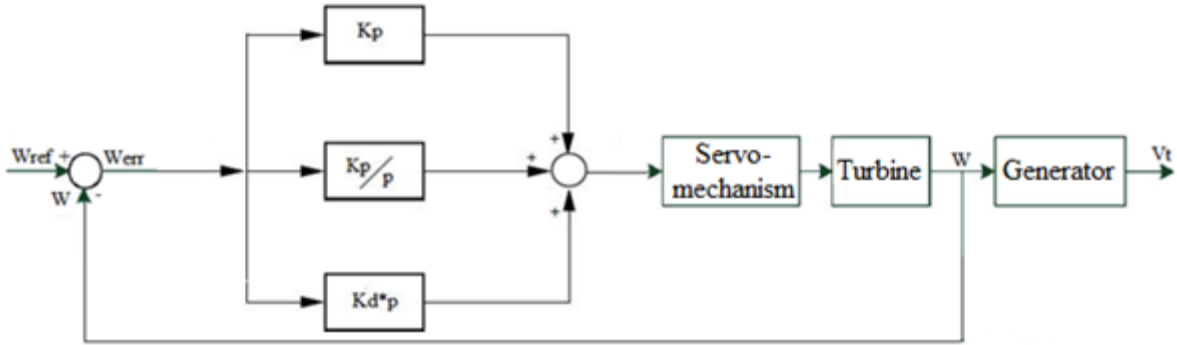 Kp
Wref +
Werr
W
-
Kp/p
+
+
+
Servo-
mechanism
Turbine
W
Generator
Vt
Kd*p